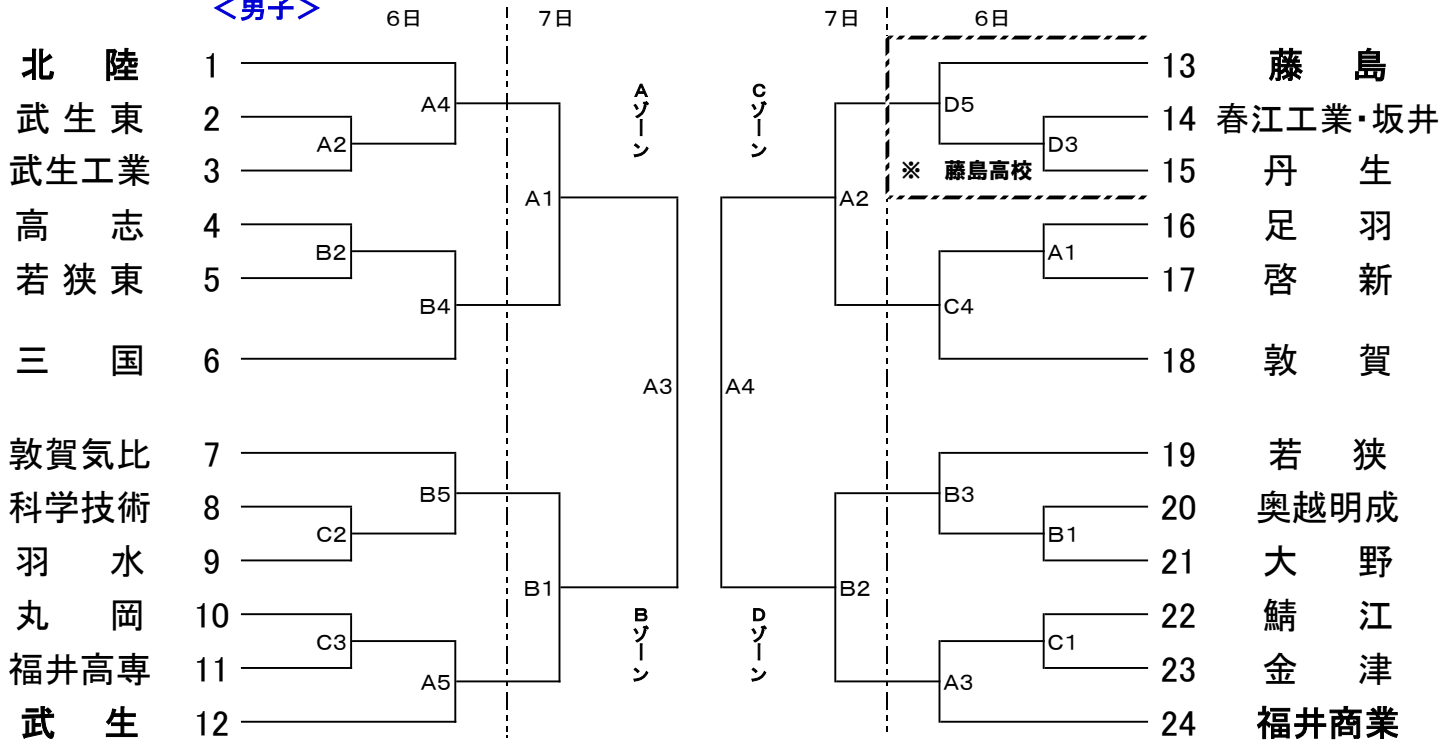 <男子>
6日 7日 7日 6日
北 陸 1 13 藤 島
A4 D5
武生東 2 14 春江工業・坂井
A2 D3
武生工業 3 ※ 藤島高校 15 丹 生
Aゾーン Cゾーン
A1 A2
高 志 4 16 足 羽
B2 A1
若狭東 5 17 啓 新
B4 C4
三 国 6 18 敦 賀
A3 A4
敦賀気比 7 19 若 狭
B5 B3
科学技術 8 20 奥越明成
C2 B1
羽 水 9 21 大 野
B1 B2
丸 岡 10 22 鯖 江
Bゾーン Dゾーン
C3 C1
福井高専 11 23 金 津
A5 A3
武 生 12 24 福井商業